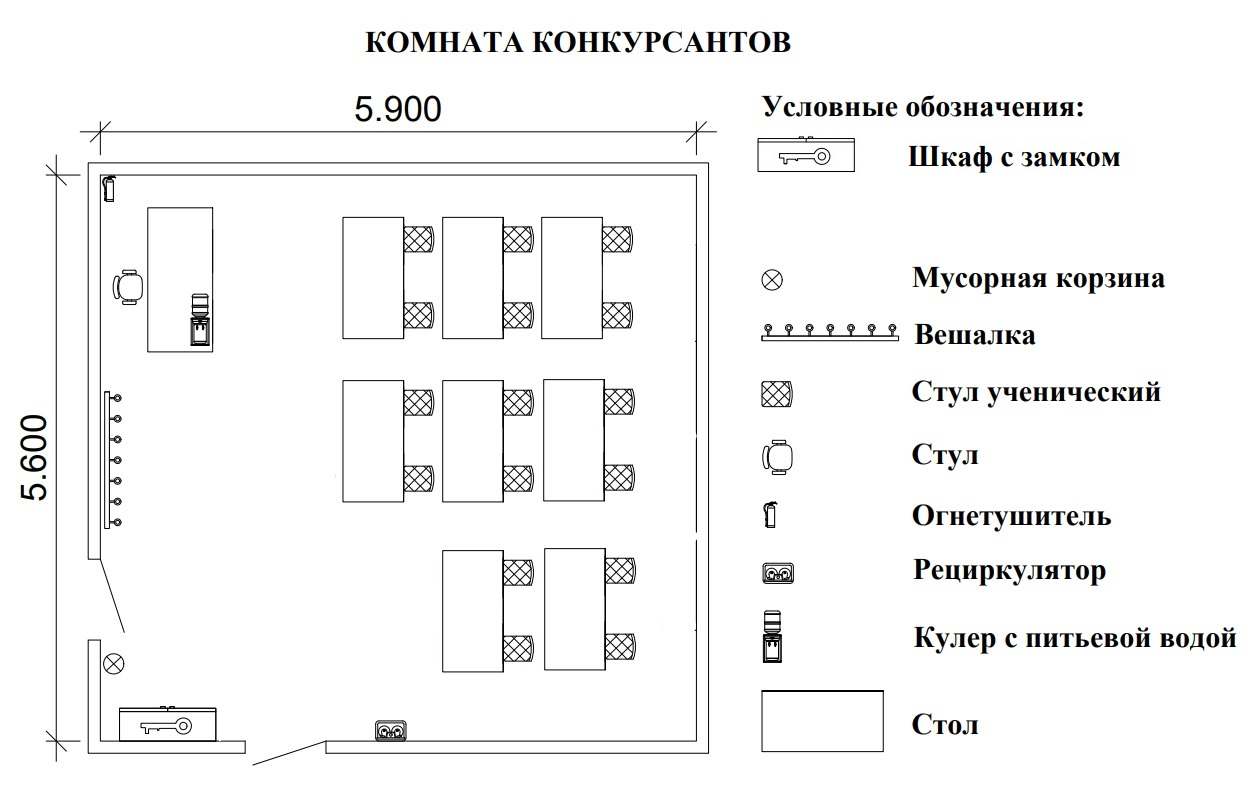 КОМНАТА КОНКУРСАНТОВ
5.900
5.600
Условные обозначения:
Шкаф с замком
Мусорная корзина
Вешалка
Стул ученический
Стул
Огнетушитель
Рециркулятор
Кулер с питьевой водой
Стол